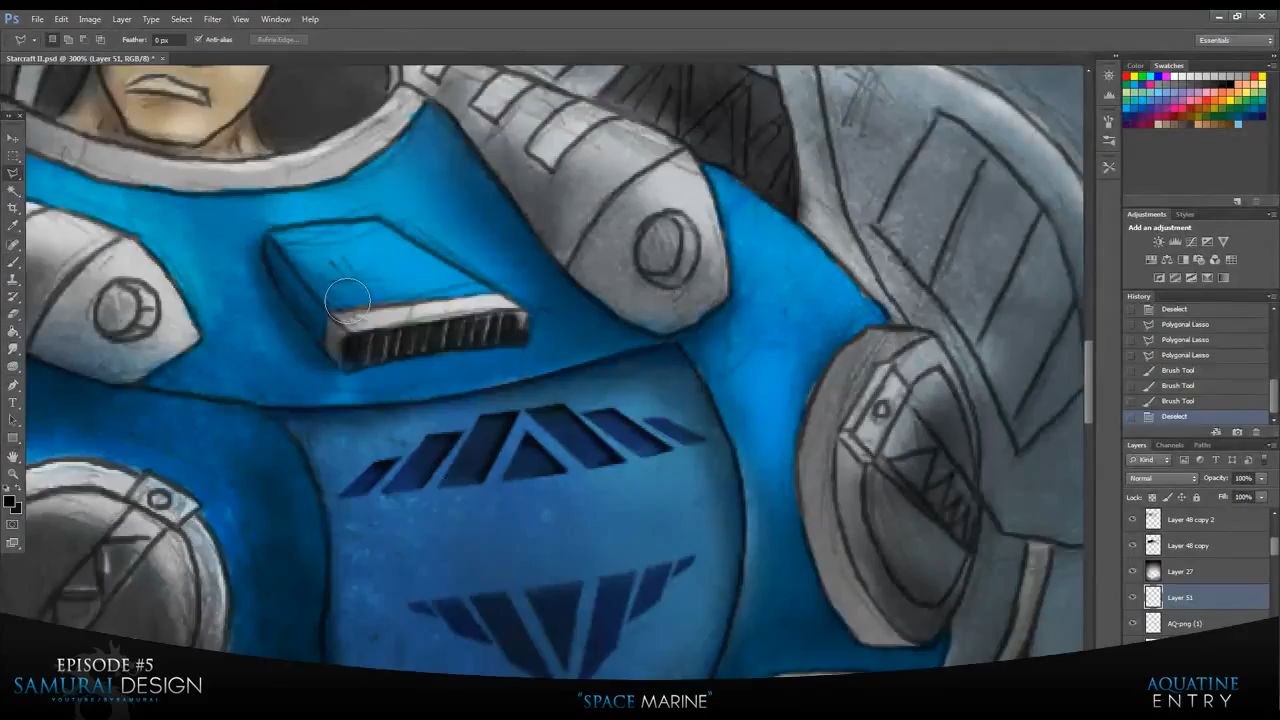 Ps File Edit Image Layer Type Select Filter View Window Help
Feather: 0 px Anti-alias Refine Edge... Essentials
Starcraft II.psd @ 300% (Layer 51, RGB/8) * ×
Color Swatches
Adjustments Styles
Add an adjustment
History
Deselect
Polygonal Lasso
Polygonal Lasso
Polygonal Lasso
Brush Tool
Brush Tool
Brush Tool
Deselect
Layers Channels Paths
Kind
Normal Opacity: 100%
Lock: Fill: 100%
Layer 48 copy 2
Layer 48 copy
Layer 27
Layer 51
AQ-png (1)
EPISODE #5
SAMURAI DESIGN
YOUTUBE/BYSAMURAI
"SPACE MARINE"
AQUATINE
ENTRY